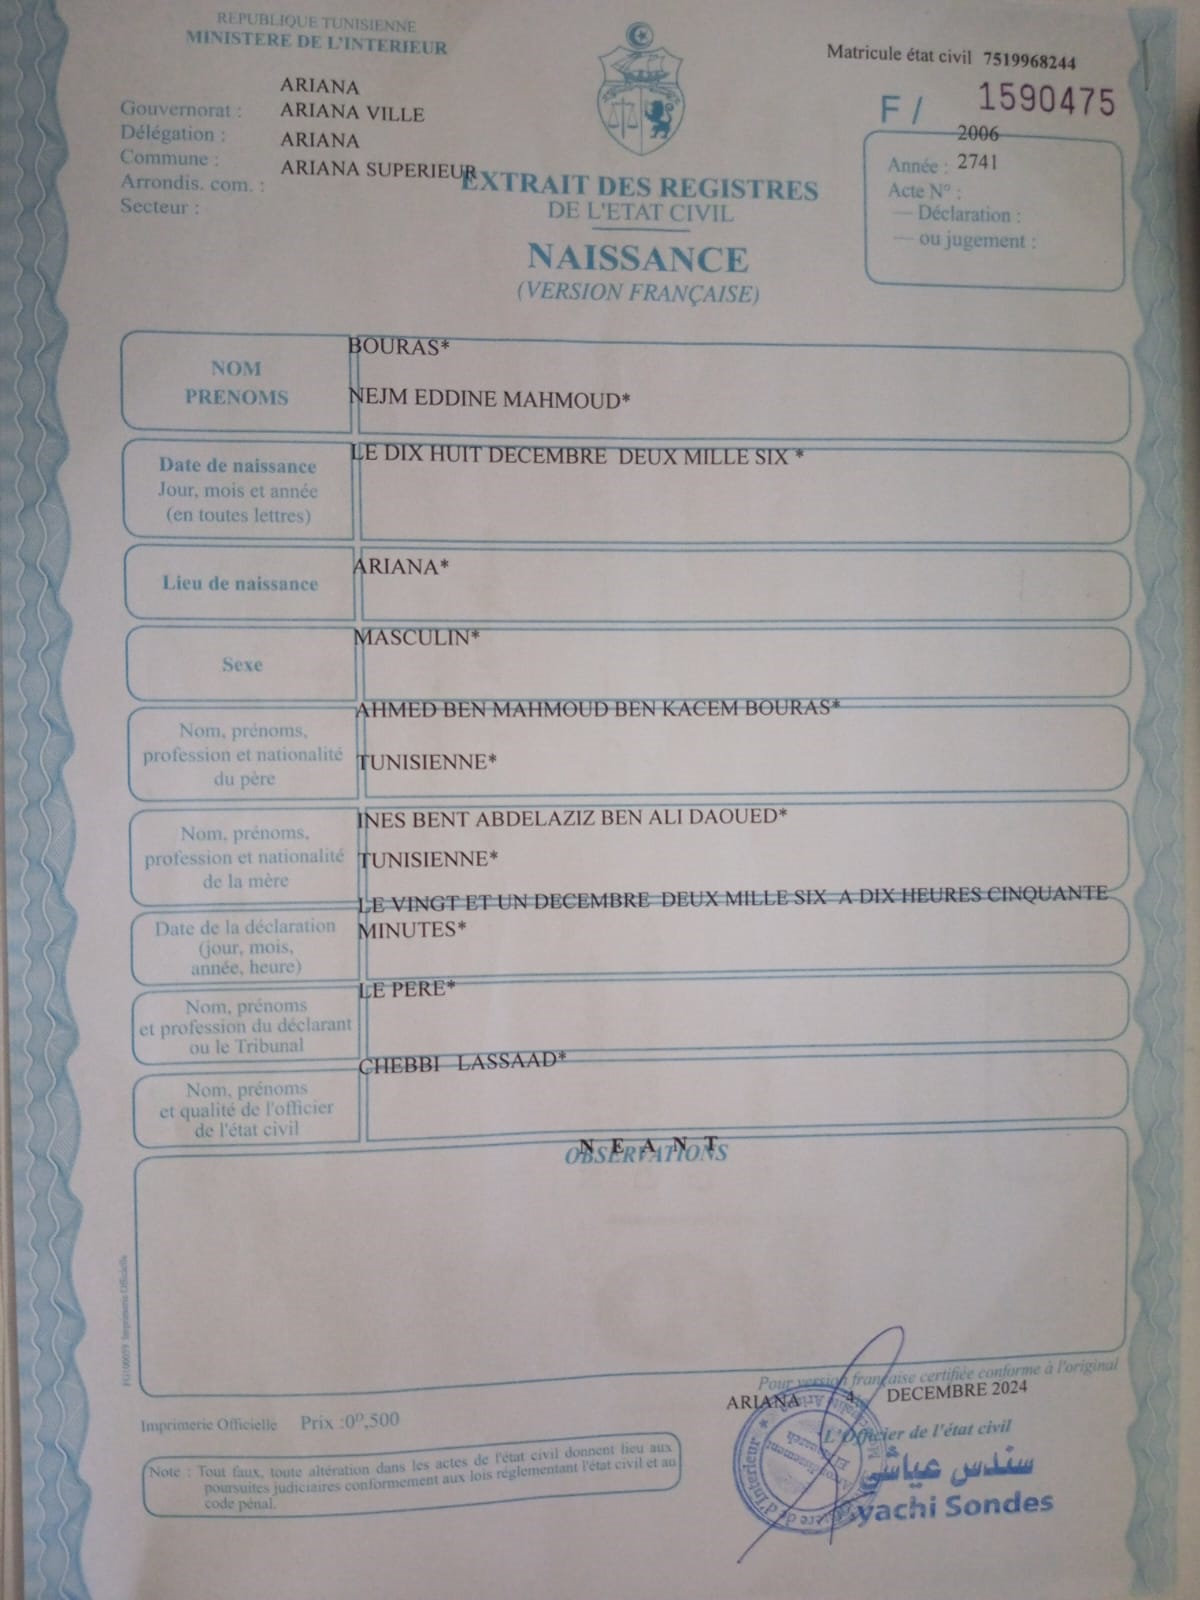 REPUBLIQUE TUNISIENNE
MINISTERE DE L'INTERIEUR
Matricule état civil 7519968244
F / 1590475
ARIANA
Gouvernorat : ARIANA VILLE
Délégation : ARIANA
Commune : ARIANA SUPERIEUR
Arrondis. com. :
Secteur :
2006
Année : 2741
Acte N° :
— Déclaration :
— ou jugement :
EXTRAIT DES REGISTRES
DE L'ETAT CIVIL
NAISSANCE
(VERSION FRANÇAISE)
NOM
PRENOMS
BOURAS*
NEJM EDDINE MAHMOUD*
Date de naissance
Jour, mois et année
(en toutes lettres)
LE DIX HUIT DECEMBRE DEUX MILLE SIX *
Lieu de naissance
ARIANA*
Sexe
MASCULIN*
Nom, prénoms,
profession et nationalité
du père
AHMED BEN MAHMOUD BEN KACEM BOURAS*
TUNISIENNE*
Nom, prénoms,
profession et nationalité
de la mère
INES BENT ABDELAZIZ BEN ALI DAOUED*
TUNISIENNE*
Date de la déclaration
(jour, mois,
année, heure)
LE VINGT ET UN DECEMBRE DEUX MILLE SIX A DIX HEURES CINQUANTE
MINUTES*
Nom, prénoms
et profession du déclarant
ou le Tribunal
LE PERE*
Nom, prénoms
et qualité de l'officier
de l'état civil
CHEBBI LASSAAD*
N E A N T
OBSERVATIONS
Imprimerie Officielle
Pour version française certifiée conforme à l'original
ARIANA 4 DECEMBRE 2024
L'Officier de l'état civil
سندس عياشي
yachi Sondes
Imprimerie Officielle Prix :0ᴰ,500
Note : Tout faux, toute altération dans les actes de l'état civil donnent lieu aux
poursuites judiciaires conformement aux lois réglementant l'état civil et au
code pénal.